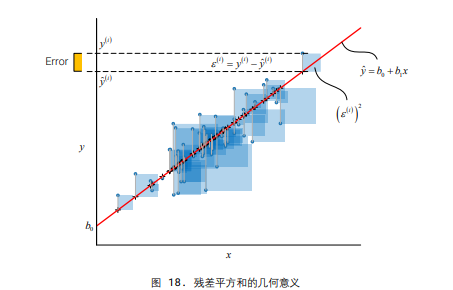 y⁽ⁱ⁾
ε⁽ⁱ⁾ = y⁽ⁱ⁾ − ŷ⁽ⁱ⁾
Error
ŷ⁽ⁱ⁾
ŷ = b₀ + b₁x
(ε⁽ⁱ⁾)²
y
b₀
x
图 18. 残差平方和的几何意义